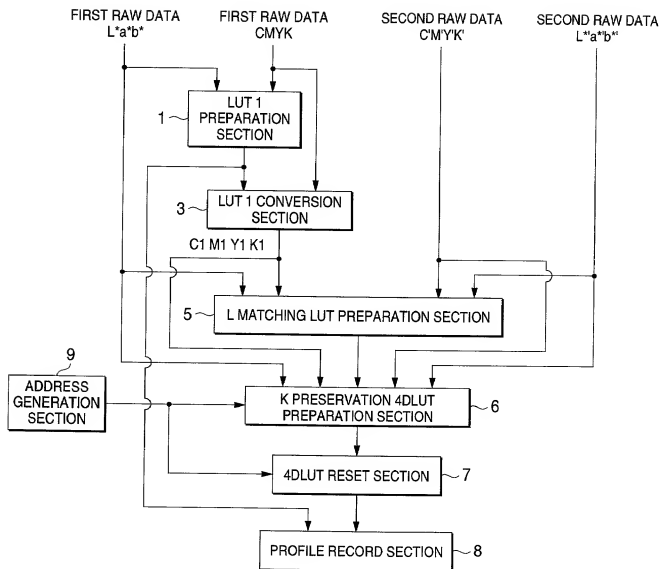 FIRST RAW DATA
L*a*b*
FIRST RAW DATA
CMYK
SECOND RAW DATA
C'M'Y'K'
SECOND RAW DATA
L*'a*'b*'
1
LUT 1
PREPARATION
SECTION
3
LUT 1 CONVERSION
SECTION
C1 M1 Y1 K1
5
L MATCHING LUT PREPARATION SECTION
9
ADDRESS
GENERATION
SECTION
K PRESERVATION 4DLUT
PREPARATION SECTION
6
4DLUT RESET SECTION
7
PROFILE RECORD SECTION
8